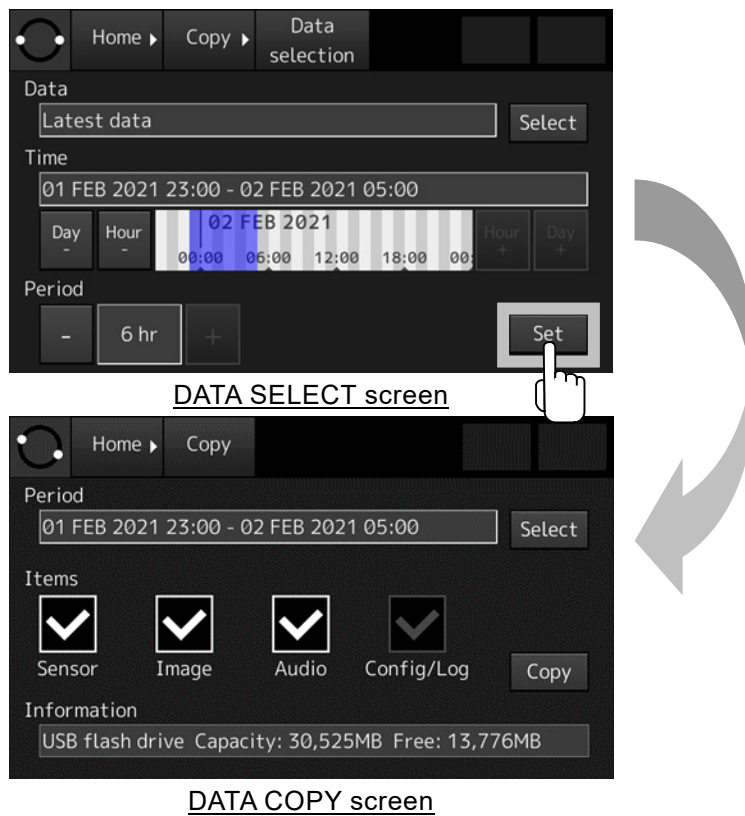 Home Copy Data
selection
Data
Latest data Select
Time
01 FEB 2021 23:00 - 02 FEB 2021 05:00
Day
-
Hour
-
02 FEB 2021
00:00 06:00 12:00 18:00 00:
Hour
+
Day
+
Period
- 6 hr + Set
DATA SELECT screen
Home Copy
Period
01 FEB 2021 23:00 - 02 FEB 2021 05:00 Select
Items
Sensor Image Audio Config/Log Copy
Information
USB flash drive Capacity: 30,525MB Free: 13,776MB
DATA COPY screen